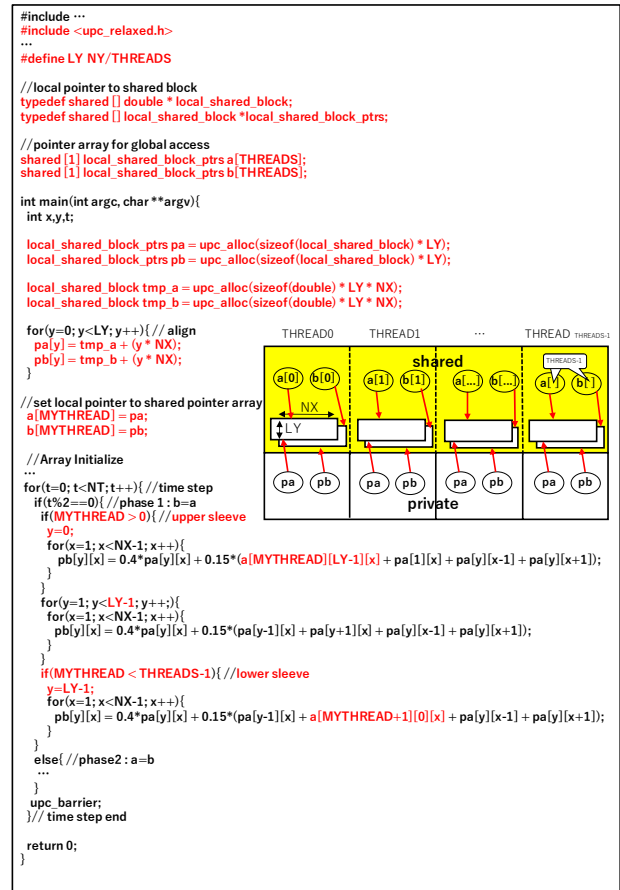 #include ⋯
#include <upc_relaxed.h>
⋯
#define LY NY/THREADS
//local pointer to shared block
typedef shared [] double * local_shared_block;
typedef shared [] local_shared_block *local_shared_block_ptrs;
//pointer array for global access
shared [1] local_shared_block_ptrs a[THREADS];
shared [1] local_shared_block_ptrs b[THREADS];
int main(int argc, char **argv){
int x,y,t;
local_shared_block_ptrs pa = upc_alloc(sizeof(local_shared_block) * LY);
local_shared_block_ptrs pb = upc_alloc(sizeof(local_shared_block) * LY);
local_shared_block tmp_a = upc_alloc(sizeof(double) * LY * NX);
local_shared_block tmp_b = upc_alloc(sizeof(double) * LY * NX);
for(y=0; y<LY; y++){ // align
pa[y] = tmp_a + (y * NX);
pb[y] = tmp_b + (y * NX);
}
//set local pointer to shared pointer array
a[MYTHREAD] = pa;
b[MYTHREAD] = pb;
//Array Initialize
⋯
for(t=0; t<NT; t++){ //time step
if(t%2==0){ //phase 1 : b=a
if(MYTHREAD > 0){ //upper sleeve
y=0;
for(x=1; x<NX-1; x++){
pb[y][x] = 0.4*pa[y][x] + 0.15*(a[MYTHREAD][LY-1][x] + pa[1][x] + pa[y][x-1] + pa[y][x+1]);
}
}
for(y=1; y<LY-1; y++;){
for(x=1; x<NX-1; x++){
pb[y][x] = 0.4*pa[y][x] + 0.15*(pa[y-1][x] + pa[y+1][x] + pa[y][x-1] + pa[y][x+1]);
}
}
if(MYTHREAD < THREADS-1){ //lower sleeve
y=LY-1;
for(x=1; x<NX-1; x++){
pb[y][x] = 0.4*pa[y][x] + 0.15*(pa[y-1][x] + a[MYTHREAD+1][0][x] + pa[y][x-1] + pa[y][x+1]);
}
}
else{ //phase2 : a=b
⋯
}
upc_barrier;
}// time step end
return 0;
}
THREAD0 THREAD1 ⋯ THREAD THREADS-1
shared
THREADS-1
a[0] b[0] a[1] b[1] a[...] b[...] a[ ] b[ ]
NX
LY
pa pb pa pb pa pb pa pb
private